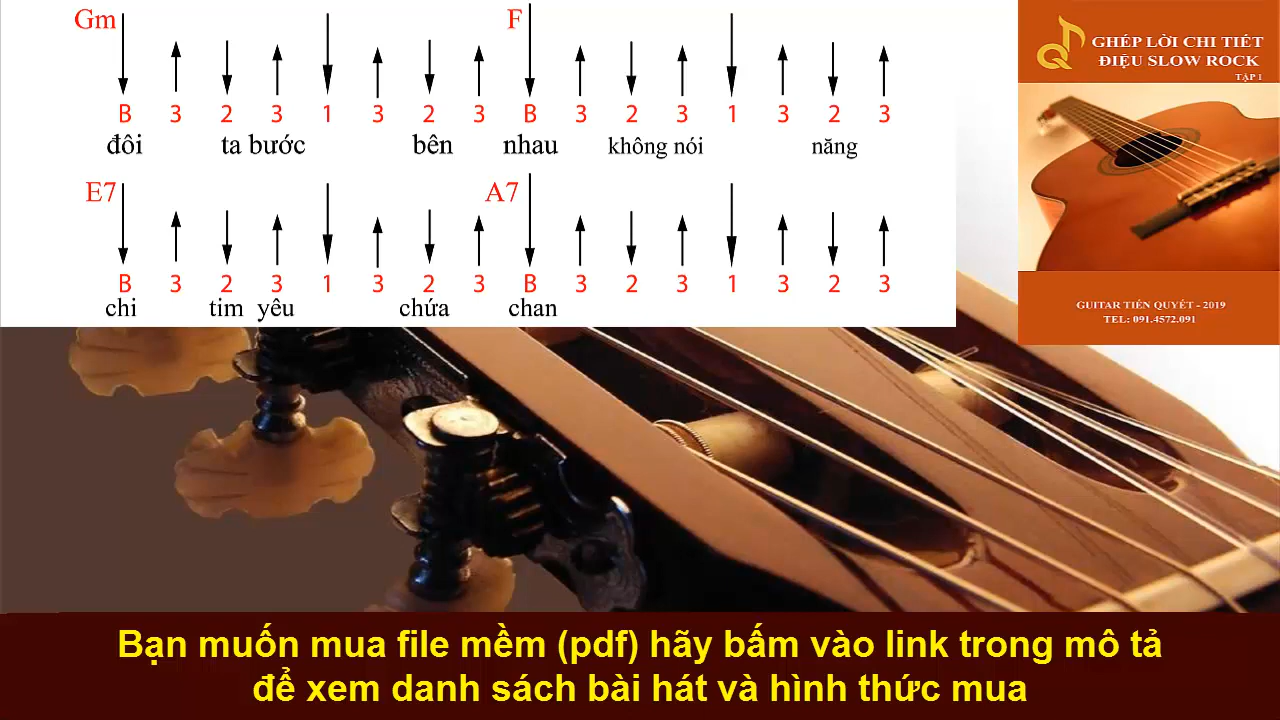 Gm F
B 3 2 3 1 3 2 3 B 3 2 3 1 3 2 3
đôi ta bước bên nhau không nói năng
E7 A7
B 3 2 3 1 3 2 3 B 3 2 3 1 3 2 3
chi tim yêu chứa chan
GHÉP LỜI CHI TIẾT
ĐIỆU SLOW ROCK
TẬP 1
GUITAR TIẾN QUYẾT - 2019
TEL: 091.4572.091
Bạn muốn mua file mềm (pdf) hãy bấm vào link trong mô tả
để xem danh sách bài hát và hình thức mua